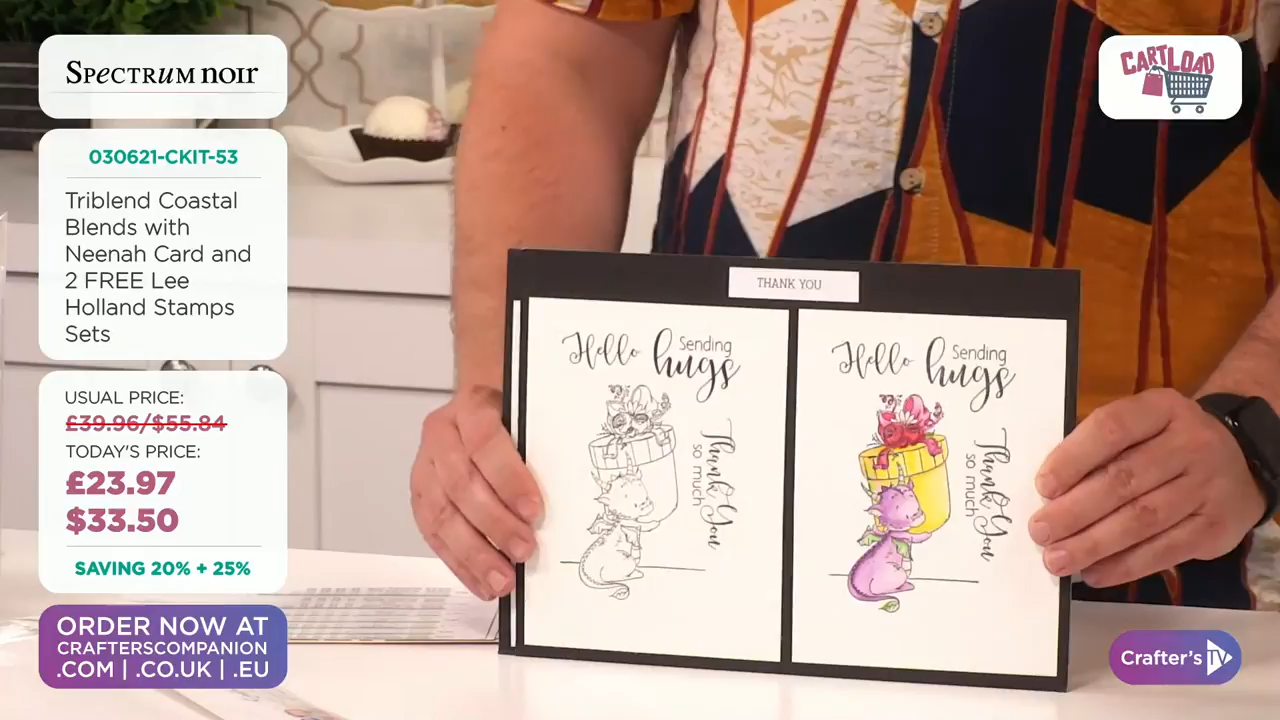 SPECTRUM noir
030621-CKIT-53
Triblend Coastal
Blends with
Neenah Card and
2 FREE Lee
Holland Stamps
Sets
USUAL PRICE:
£39.96/$55.84
TODAY'S PRICE:
£23.97
$33.50
SAVING 20% + 25%
ORDER NOW AT
CRAFTERSCOMPANION
.COM | .CO.UK | .EU
CARTLOAD
THANK YOU
Hello
Sending
hugs
Thank You
so much
Hello
Sending
hugs
Thank You
so much
Crafter's TV